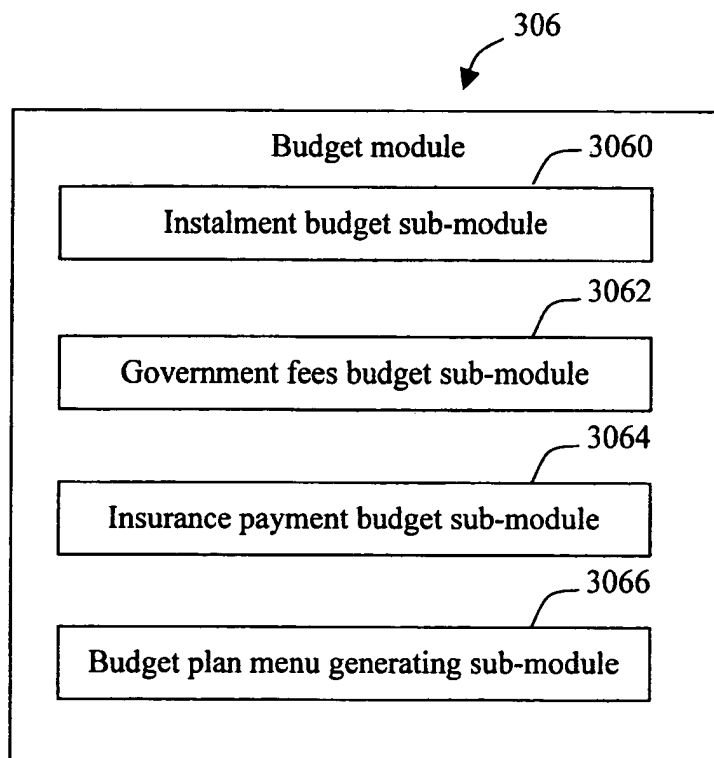 306
Budget module
3060
Instalment budget sub-module
3062
Government fees budget sub-module
3064
Insurance payment budget sub-module
3066
Budget plan menu generating sub-module